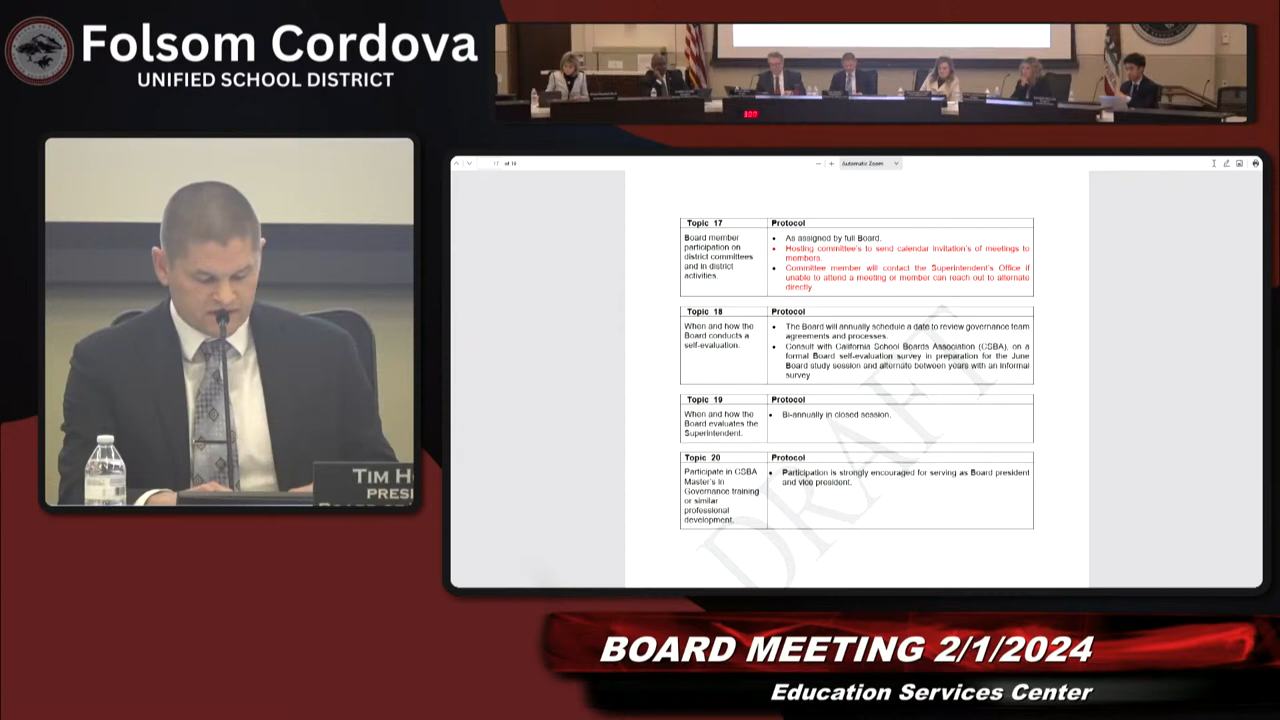 Folsom Cordova
UNIFIED SCHOOL DISTRICT
17 of 18
Automatic Zoom
Topic 17
Protocol
Board member
participation on
district committees
and in district
activities.
• As assigned by full Board.
• Hosting committee's to send calendar invitation's of meetings to
members.
• Committee member will contact the Superintendent's Office if
unable to attend a meeting or member can reach out to alternate
directly
Topic 18
Protocol
When and how the
Board conducts a
self-evaluation.
• The Board will annually schedule a date to review governance team
agreements and processes.
• Consult with California School Boards Association (CSBA), on a
formal Board self-evaluation survey in preparation for the June
Board study session and alternate between years with an informal
survey
Topic 19
Protocol
When and how the
Board evaluates the
Superintendent.
• Bi-annually in closed session.
Topic 20
Protocol
Participate in CSBA
Master's in
Governance training
or similar
professional
development.
• Participation is strongly encouraged for serving as Board president
and vice president.
DRAFT
TIM H
PRESI
BOARD MEETING 2/1/2024
Education Services Center